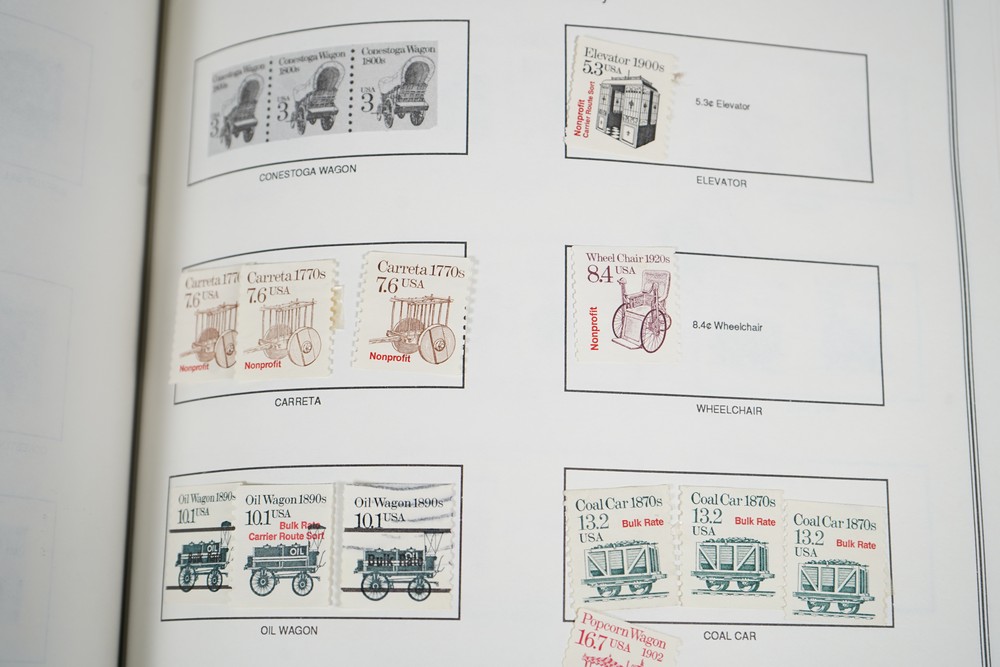 Conestoga Wagon
1800s
3
Conestoga Wagon
1800s
USA
3
Conestoga Wagon
1800s
USA
3
CONESTOGA WAGON
Elevator 1900s
5.3 USA
Nonprofit
Carrier Route Sort
5.3¢ Elevator
ELEVATOR
Carreta 177
7.6 USA
Nonprofit
Carreta 1770s
7.6 USA
Nonprofit
Carreta 1770s
7.6 USA
Nonprofit
CARRETA
Wheel Chair 1920s
8.4 USA
Nonprofit
8.4¢ Wheelchair
WHEELCHAIR
Oil Wagon 1890s
10.1 USA
OIL
Oil Wagon 1890s
10.1 USA
Bulk Rate
Carrier Route Sort
OIL
Oil Wagon 1890s
10.1 USA
Bulk Rate
OIL WAGON
Coal Car 1870s
13.2
USA
Bulk Rate
Coal Car 1870s
13.2
USA
Bulk Rate
Coal Car 1870s
13.2
USA
Bulk Rate
COAL CAR
Popcorn Wagon
16.7 USA 1902